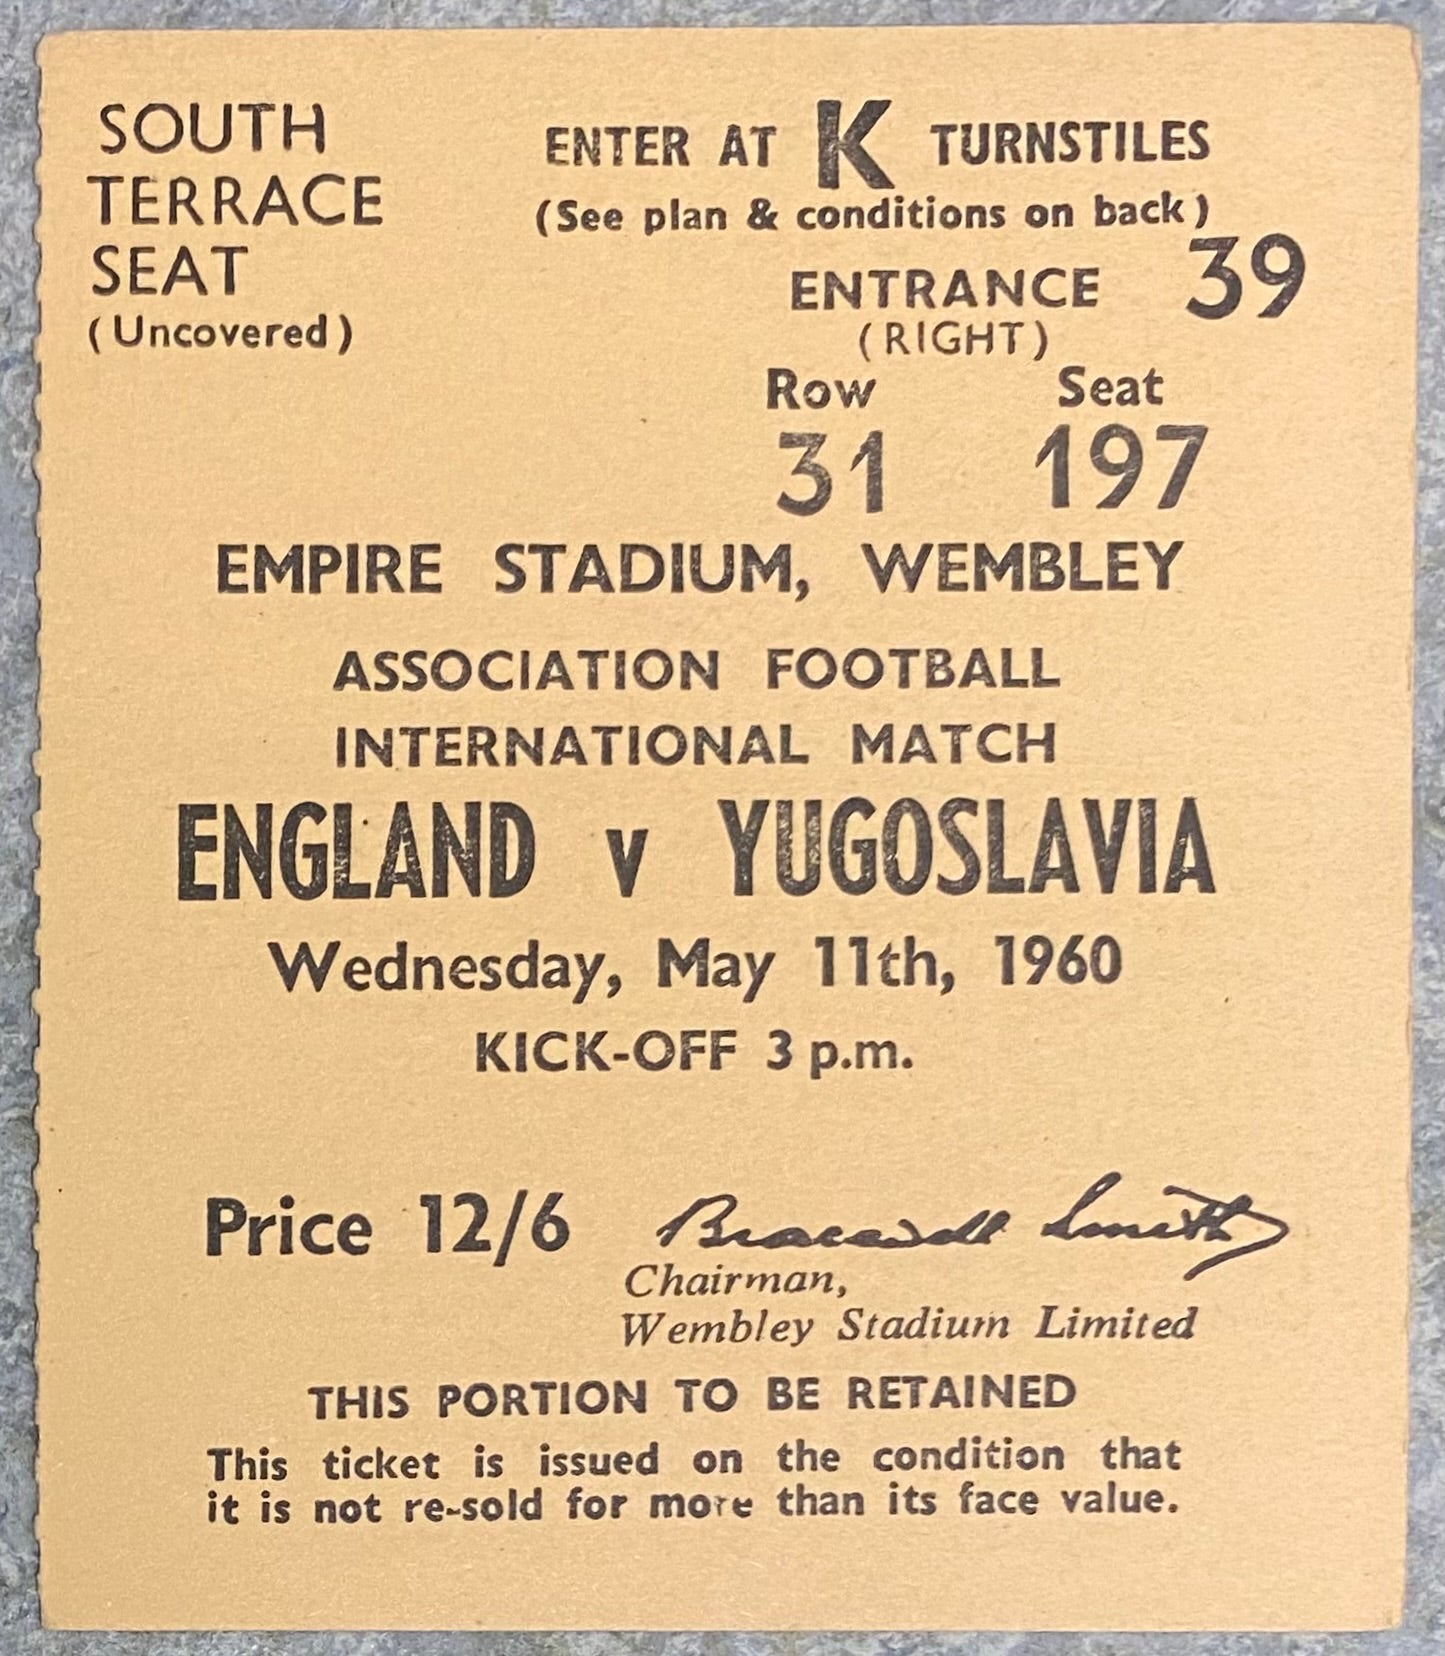 SOUTH
TERRACE
SEAT
(Uncovered)
ENTER AT K TURNSTILES
(See plan & conditions on back)
ENTRANCE 39
(RIGHT)
Row Seat
31 197
EMPIRE STADIUM, WEMBLEY
ASSOCIATION FOOTBALL
INTERNATIONAL MATCH
ENGLAND v YUGOSLAVIA
Wednesday, May 11th, 1960
KICK-OFF 3 p.m.
Price 12/6 Bracewell Smith
Chairman,
Wembley Stadium Limited
THIS PORTION TO BE RETAINED
This ticket is issued on the condition that
it is not re-sold for more than its face value.